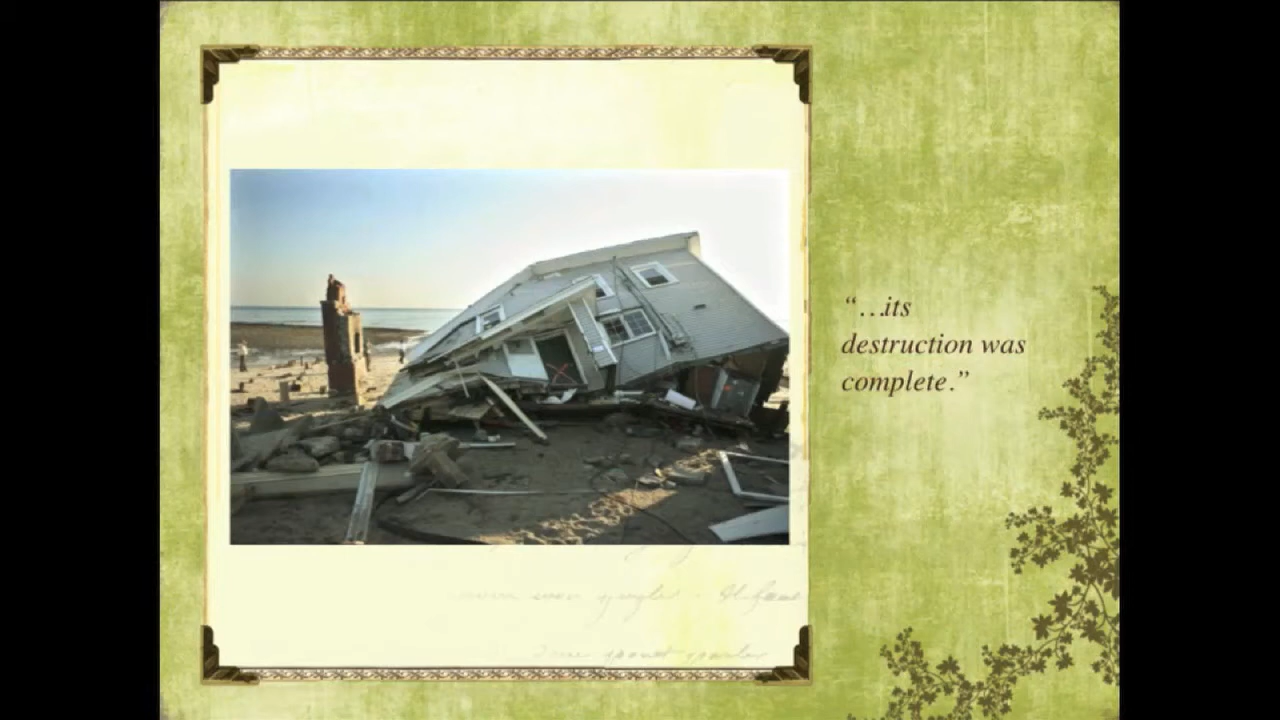 “…its
destruction was
complete.”